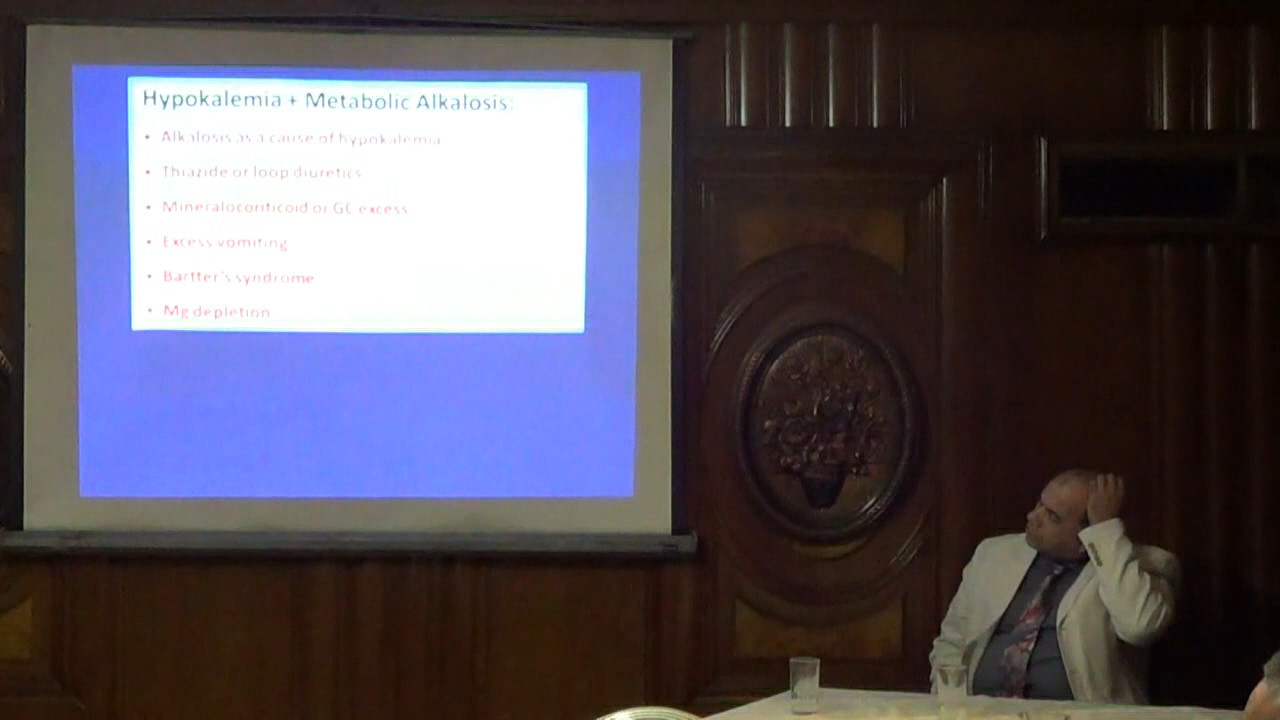 Hypokalemia + Metabolic Alkalosis:
• Alkalosis as a cause of hypokalemia
• Thiazide or loop diuretics
• Mineralocoriticoid or GC excess
• Excess vomiting
• Bartter's syndrome
• Mg depletion